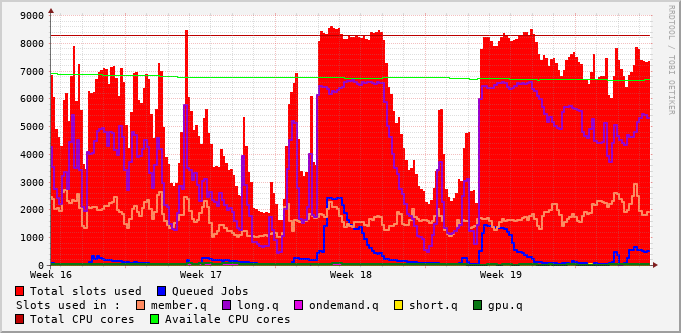 9000
8000
7000
6000
5000
4000
3000
2000
1000
0
Week 16 Week 17 Week 18 Week 19
RRDTOOL / TOBI OETIKER
Total slots used Queued Jobs
Slots used in : member.q long.q ondemand.q short.q gpu.q
Total CPU cores Availale CPU cores